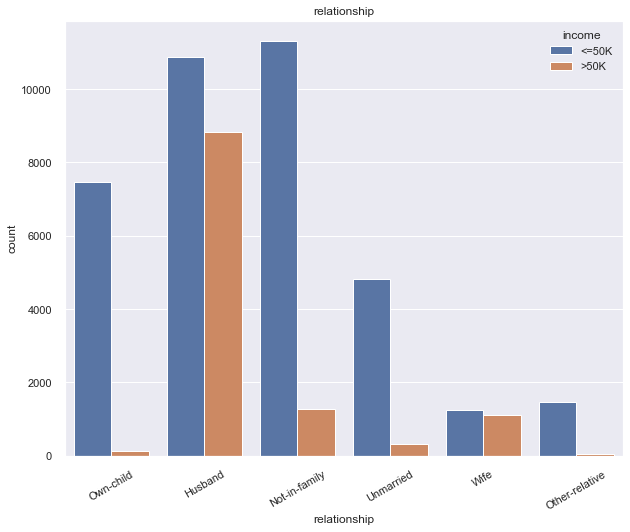 relationship
income
<=50K
>50K
10000
8000
6000
4000
2000
0
count
Own-child
Husband
Not-in-family
Unmarried
Wife
Other-relative
relationship